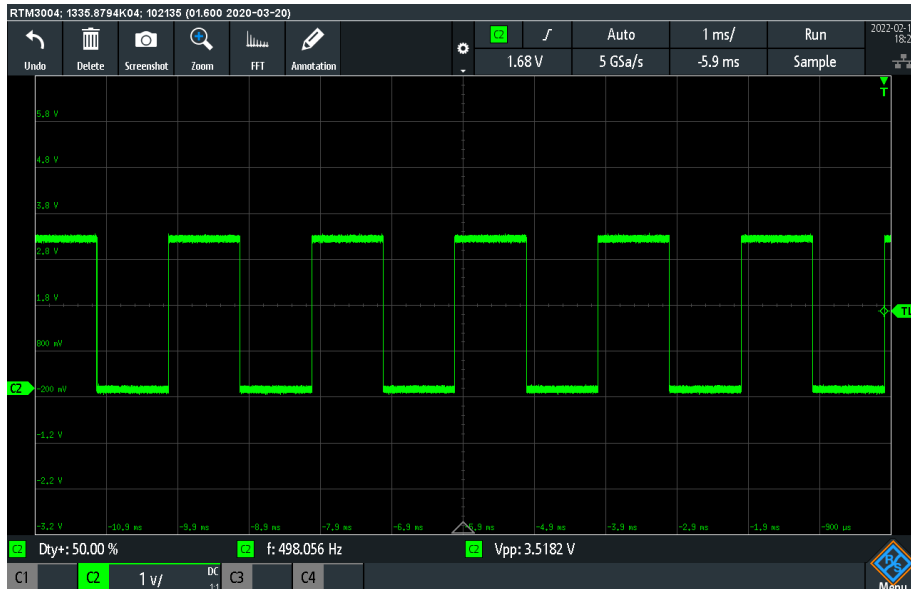 RTM3004; 1335.8794K04; 102135 (01.600 2020-03-20)
Undo Delete Screenshot Zoom FFT Annotation
C2 Auto 1 ms/ Run
1.68 V 5 GSa/s -5.9 ms Sample
2022-02-1
18:2
T
5.8 V
4.8 V
3.8 V
2.8 V
1.8 V
TL
800 mV
C2 -200 mV
-1.2 V
-2.2 V
-3.2 V -10.9 ms -9.9 ms -8.9 ms -7.9 ms -6.9 ms -5.9 ms -4.9 ms -3.9 ms -2.9 ms -1.9 ms -900 µs
C2 Dty+: 50.00 % C2 f: 498.056 Hz C2 Vpp: 3.5182 V
C1 C2 1 V/ DC 1:1 C3 C4
R&S
Menu